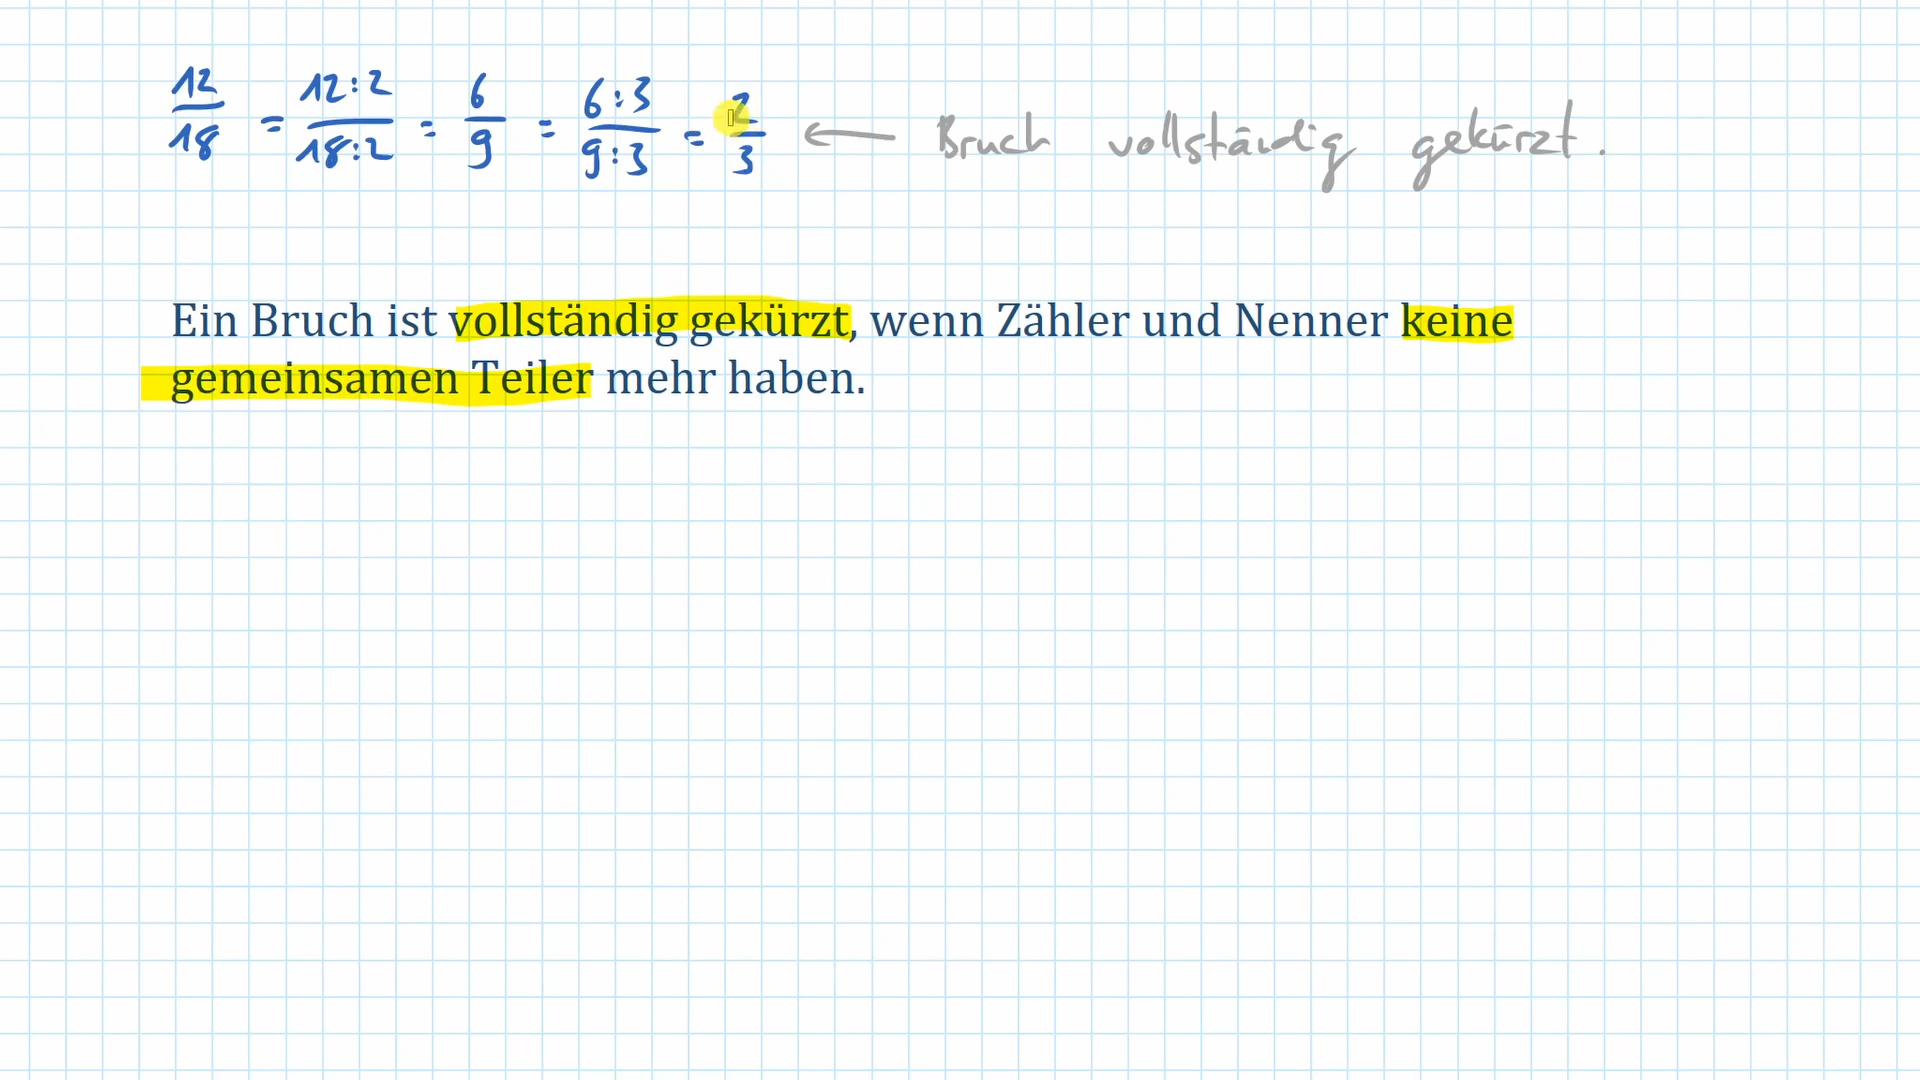 12/18 = 12:2/18:2 = 6/9 = 6:3/9:3 = 2/3 ← Bruch vollständig gekürzt.
Ein Bruch ist vollständig gekürzt, wenn Zähler und Nenner keine
gemeinsamen Teiler mehr haben.